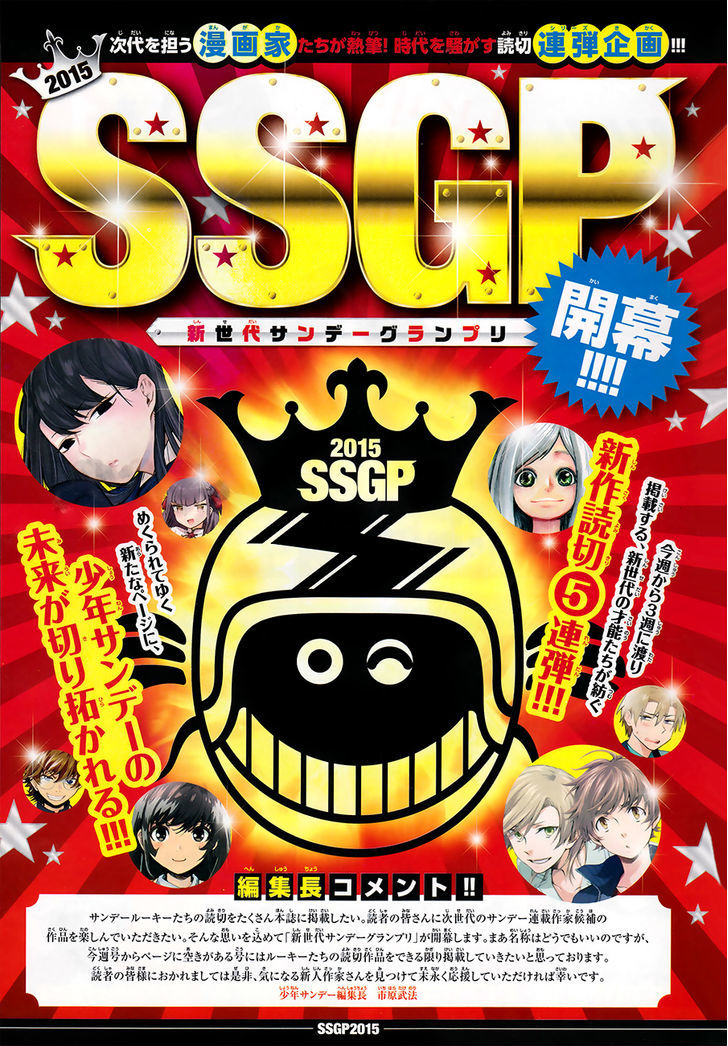 次代を担う漫画家たちが熱筆!時代を騒がす読切連弾企画!!!
2015
SSGP
新世代サンデーグランプリ
開幕!!!!
2015
SSGP
今週から3週に渡り
掲載する、新世代の才能たちが紡ぐ
新作読切⑤連弾!!!
めくられてゆく
新たなページに、
少年サンデーの
未来が切り拓かれる!!!
編集長コメント!!
サンデールーキーたちの読切をたくさん本誌に掲載したい。読者の皆さんに次世代のサンデー連載作家候補の
作品を楽しんでいただきたい。そんな思いを込めて「新世代サンデーグランプリ」が開幕します。まあ名称はどうでもいいのですが、
今週号からページに空きがある号にはルーキーたちの読切作品をできる限り掲載していきたいと思っております。
読者の皆様におかれましては是非、気になる新人作家さんを見つけて末永く応援していただければ幸いです。
少年サンデー編集長 市原武法
SSGP2015